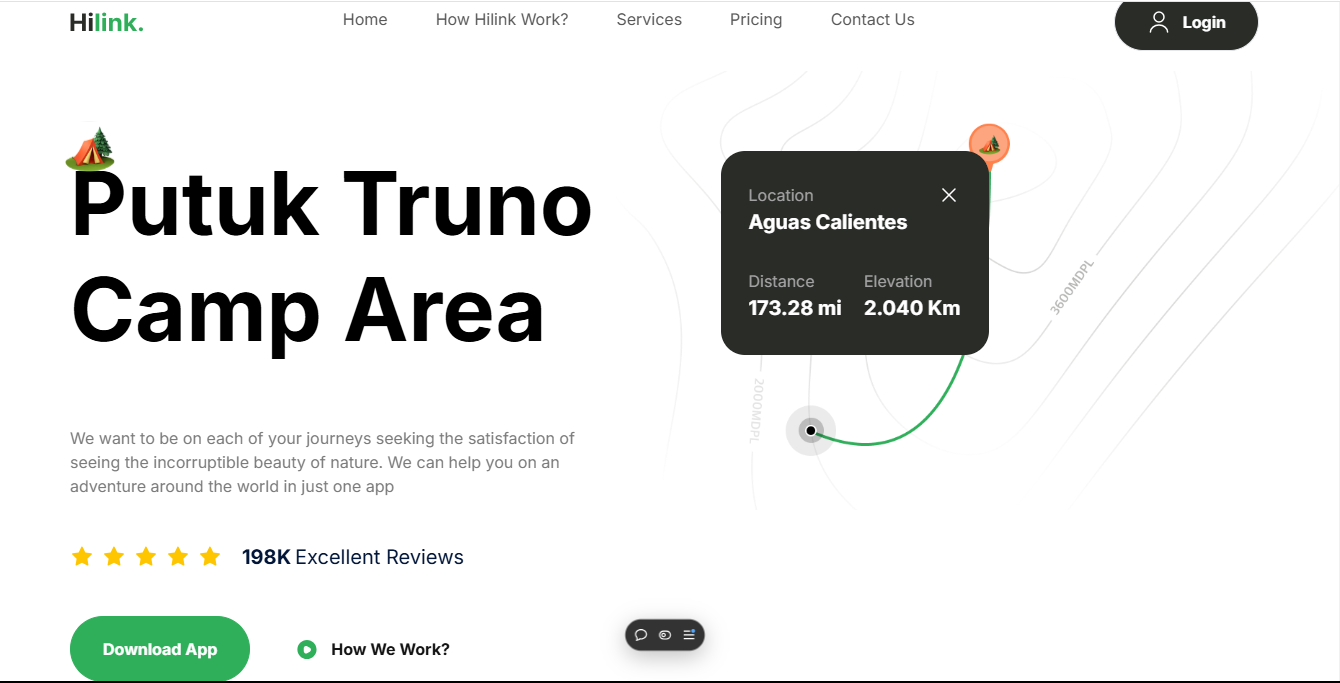 Hilink.
Home
How Hilink Work?
Services
Pricing
Contact Us
Login
Putuk Truno
Camp Area
We want to be on each of your journeys seeking the satisfaction of
seeing the incorruptible beauty of nature. We can help you on an
adventure around the world in just one app
198K Excellent Reviews
Download App
How We Work?
Location
Aguas Calientes
Distance
Elevation
173.28 mi
2.040 Km
3600MDPL
2000MDPL